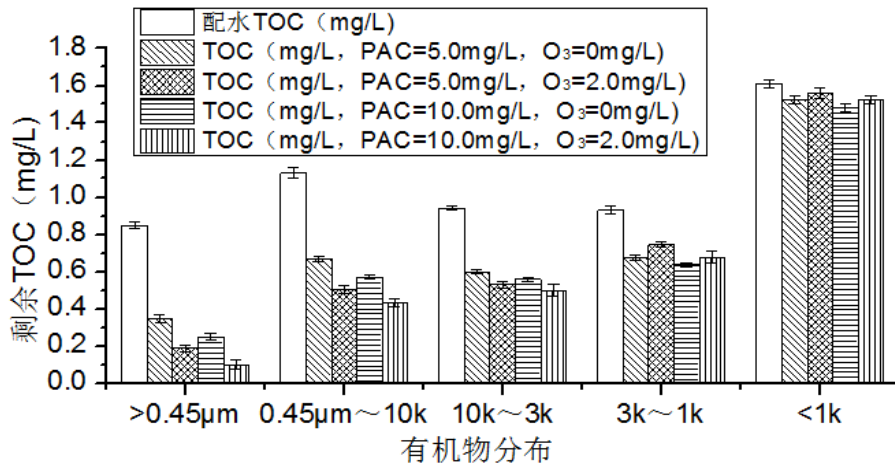 配水TOC（mg/L)
TOC（mg/L，PAC=5.0mg/L，O₃=0mg/L)
TOC（mg/L，PAC=5.0mg/L，O₃=2.0mg/L)
TOC（mg/L，PAC=10.0mg/L，O₃=0mg/L)
TOC（mg/L，PAC=10.0mg/L，O₃=2.0mg/L)
剩余TOC（mg/L)
1.8
1.6
1.4
1.2
1.0
0.8
0.6
0.4
0.2
0.0
>0.45μm 0.45μm～10k 10k～3k 3k～1k <1k
有机物分布